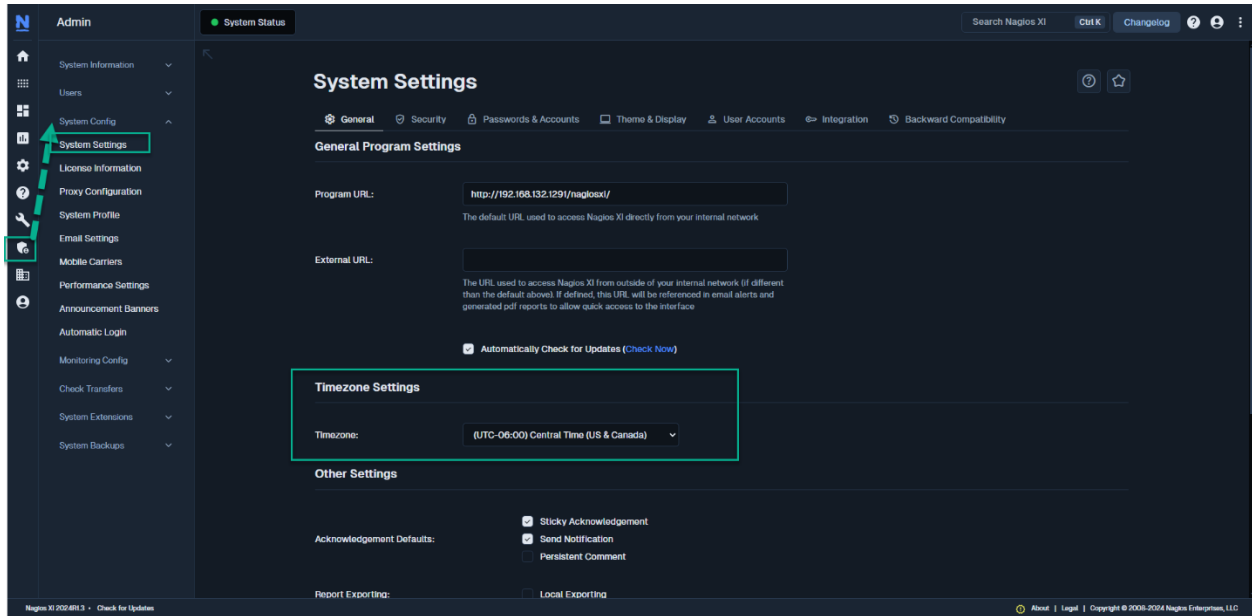 Admin
System Status
Search Nagios XI
Ctrl K
Changelog
System Information
Users
System Config
System Settings
License Information
Proxy Configuration
System Profile
Email Settings
Mobile Carriers
Performance Settings
Announcement Banners
Automatic Login
Monitoring Config
Check Transfers
System Extensions
System Backups
System Settings
General
Security
Passwords & Accounts
Theme & Display
User Accounts
Integration
Backward Compatibility
General Program Settings
Program URL:
http://192.168.132.1291/nagiosxi/
The default URL used to access Nagios XI directly from your internal network
External URL:
The URL used to access Nagios XI from outside of your internal network (if different
than the default above). If defined, this URL will be referenced in email alerts and
generated pdf reports to allow quick access to the interface
Automatically Check for Updates (Check Now)
Timezone Settings
Timezone:
(UTC-06:00) Central Time (US & Canada)
Other Settings
Acknowledgement Defaults:
Sticky Acknowledgement
Send Notification
Persistent Comment
Report Exporting:
Local Exporting
Nagios XI 2024R1.3 • Check for Updates
About | Legal | Copyright © 2008-2024 Nagios Enterprises, LLC